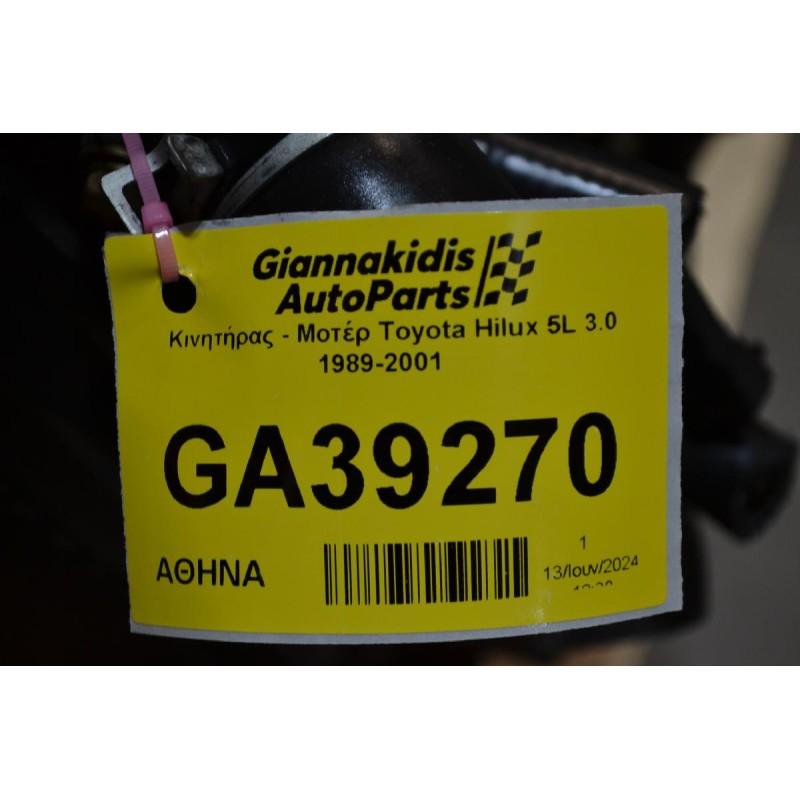 Giannakidis
AutoParts
Κινητήρας - Μοτέρ Toyota Hilux 5L 3.0
1989-2001
GA39270
ΑΘΗΝΑ
1
13/Ιουν/2024